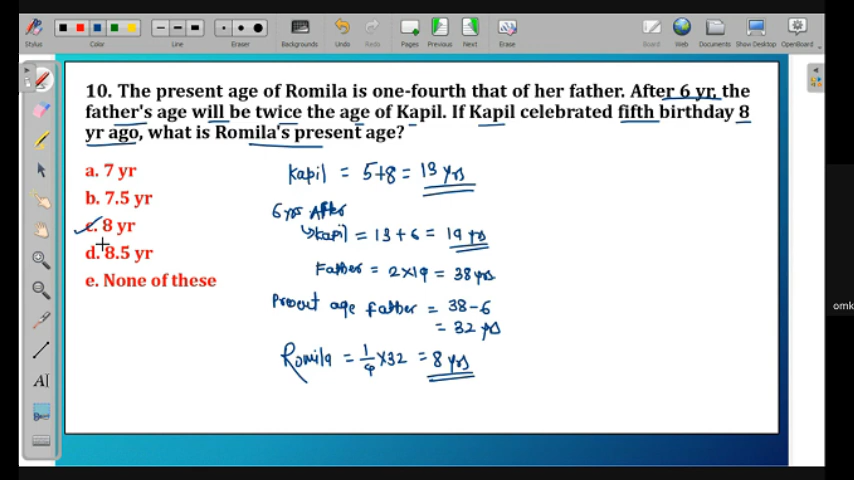 Stylus
Color
Line
Eraser
Backgrounds
Undo
Redo
Pages
Previous
Next
Erase
Board
Web
Documents
Show Desktop
OpenBoard
10. The present age of Romila is one-fourth that of her father. After 6 yr, the
father's age will be twice the age of Kapil. If Kapil celebrated fifth birthday 8
yr ago, what is Romila's present age?
a. 7 yr
b. 7.5 yr
c. 8 yr
d. 8.5 yr
e. None of these
Kapil = 5+8 = 13 yrs
6 yrs After
↳Kapil = 13+6 = 19 yrs
Father = 2×19 = 38 yrs
Present age father = 38-6
= 32 yrs
Romila = 1/4 × 32 = 8 yrs
AI
omk